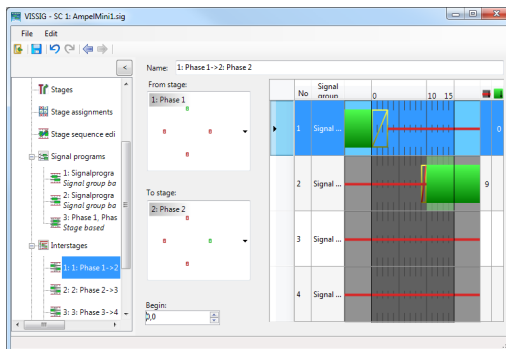 VISSIG - SC 1: AmpelMini1.sig
File Edit
Name: 1: Phase 1->2: Phase 2
Stages
Stage assignments
Stage sequence edi
Signal programs
1: Signalprogra
Signal group ba
2: Signalprogra
Signal group ba
3: Phase 1, Phas
Stage based
Interstages
1: 1: Phase 1->2
2: 2: Phase 2->3
3: 3: Phase 3->4
From stage:
1: Phase 1
To stage:
2: Phase 2
Begin:
0,0
No Signal group 0 10 15
1 Signal ... 0
2 Signal ... 9
3 Signal ...
4 Signal ...